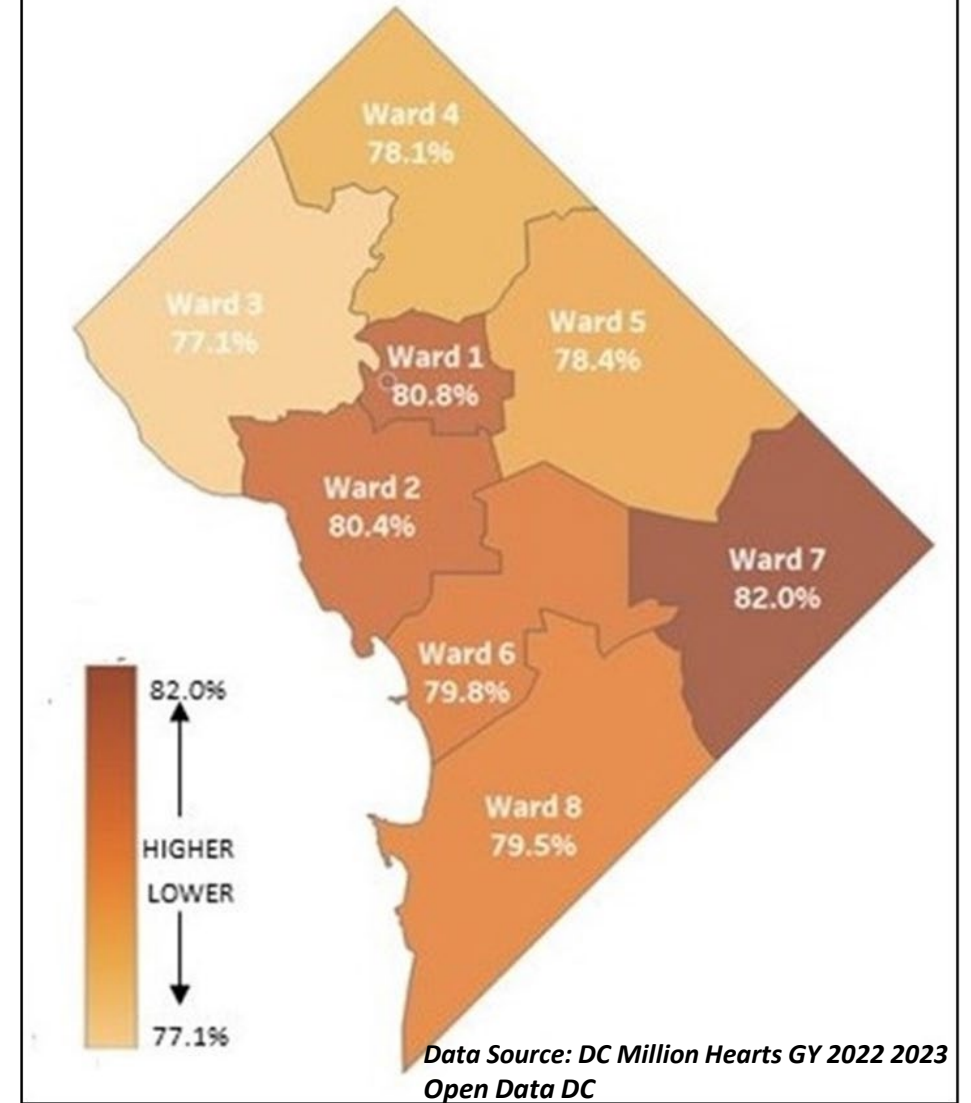 Ward 4
78.1%
Ward 3
77.1%
Ward 5
78.4%
Ward 1
80.8%
Ward 2
80.4%
Ward 7
82.0%
Ward 6
79.8%
Ward 8
79.5%
82.0%
HIGHER
LOWER
77.1%
Data Source: DC Million Hearts GY 2022 2023
Open Data DC